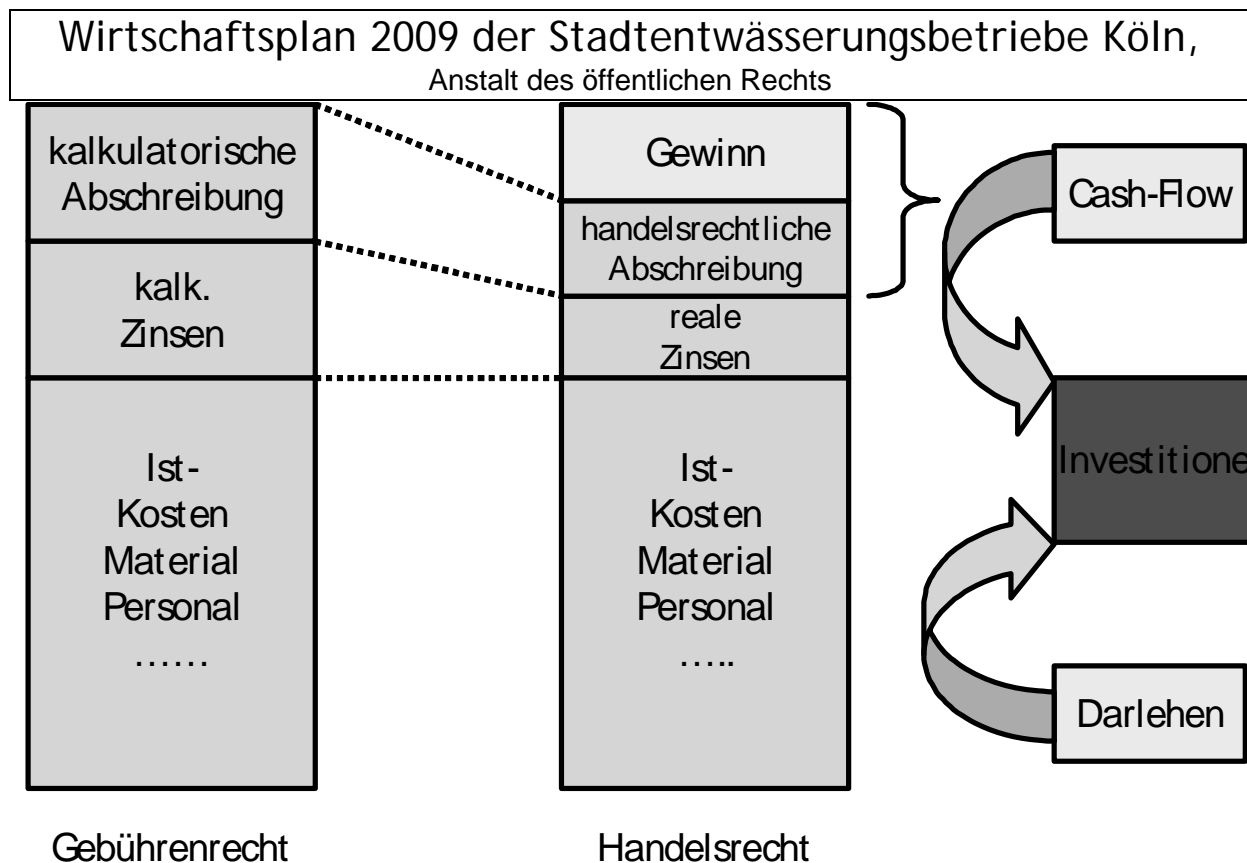 Wirtschaftsplan 2009 der Stadtentwässerungsbetriebe Köln,
Anstalt des öffentlichen Rechts
kalkulatorische
Abschreibung
kalk.
Zinsen
Ist-
Kosten
Material
Personal
……
Gebührenrecht
Gewinn
handelsrechtliche
Abschreibung
reale
Zinsen
Ist-
Kosten
Material
Personal
…..
Handelsrecht
Cash-Flow
Investitione
Darlehen